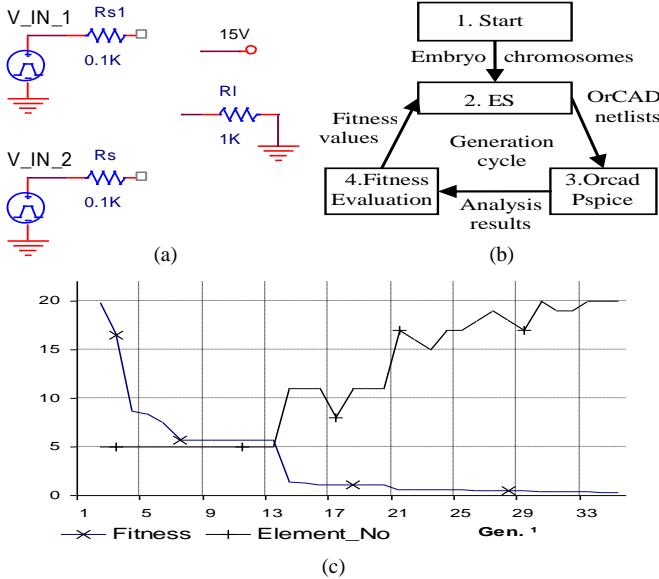 V_IN_1
Rs1
0.1K
15V
Rl
1K
V_IN_2
Rs
0.1K
(a)
1. Start
Embryo chromosomes
2. ES
Fitness
values
OrCAD
netlists
Generation
cycle
4.Fitness
Evaluation
3.Orcad
Pspice
Analysis
results
(b)
20
15
10
5
0
1 5 9 13 17 21 25 29 33
Fitness Element_No Gen. ¹
(c)